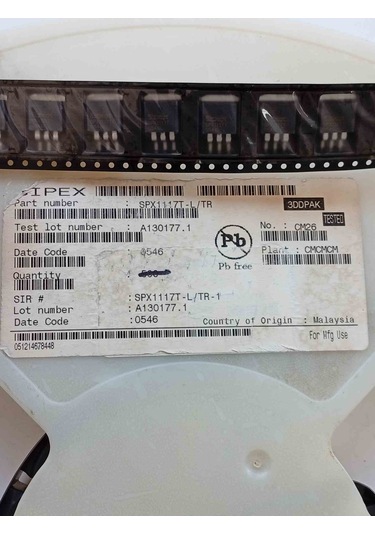 SIPEX
Part number : SPX1117T-L/TR
3DDPAK
TESTED
Test lot number : A130177.1
No. : CM26
Date Code 0546
Pb
Pb free
Plant : CMCMCM
Quantity :
SIR # :SPX1117T-L/TR-1
Lot number : A130177.1
Date Code :0546
Country of Origin : Malaysia
For Mfg Use
051214678448